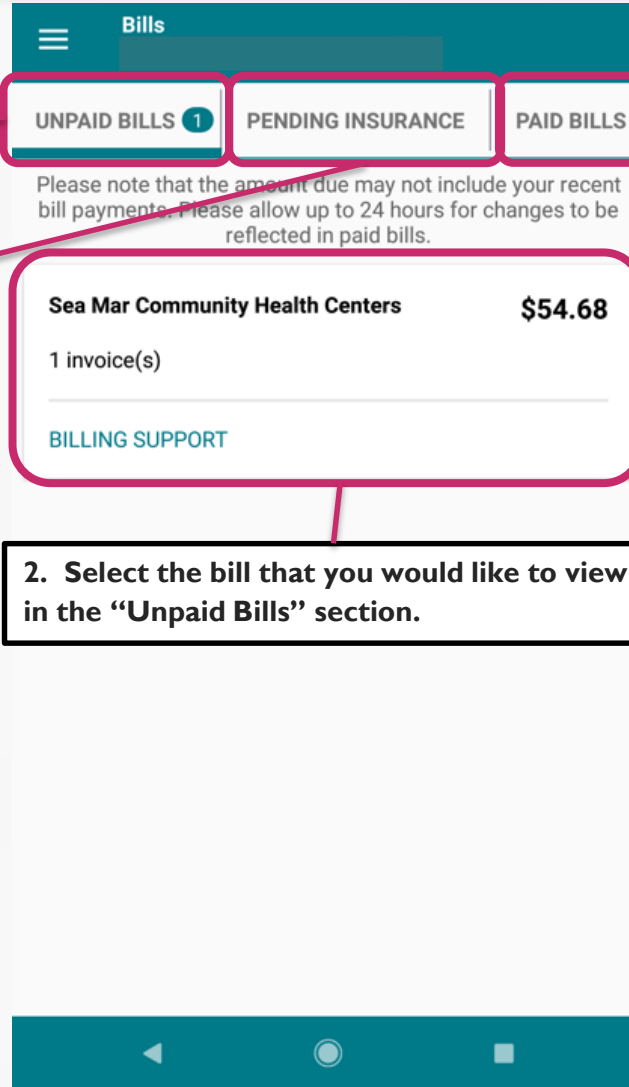 Bills
UNPAID BILLS 1
PENDING INSURANCE
PAID BILLS
Please note that the amount due may not include your recent
bill payments. Please allow up to 24 hours for changes to be
reflected in paid bills.
Sea Mar Community Health Centers
$54.68
1 invoice(s)
BILLING SUPPORT
2. Select the bill that you would like to view
in the “Unpaid Bills” section.